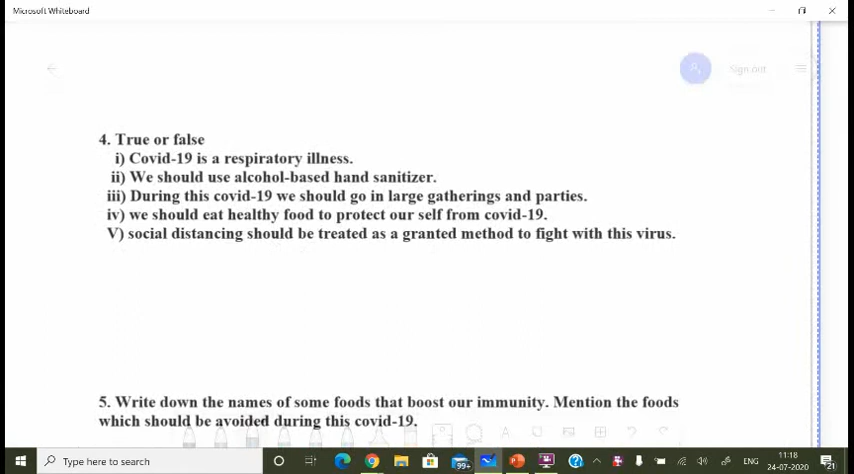 Microsoft Whiteboard
Sign out
4. True or false
i) Covid-19 is a respiratory illness.
ii) We should use alcohol-based hand sanitizer.
iii) During this covid-19 we should go in large gatherings and parties.
iv) we should eat healthy food to protect our self from covid-19.
V) social distancing should be treated as a granted method to fight with this virus.
5. Write down the names of some foods that boost our immunity. Mention the foods
which should be avoided during this covid-19.
Type here to search
99+
ENG
11:18
24-07-2020
21